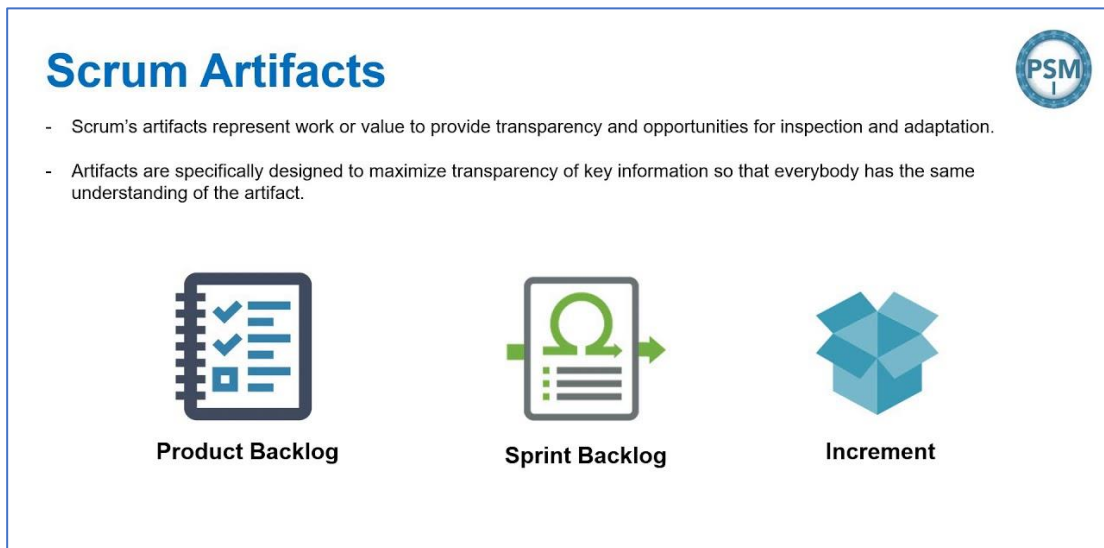 Scrum Artifacts
PSM
I
- Scrum's artifacts represent work or value to provide transparency and opportunities for inspection and adaptation.
- Artifacts are specifically designed to maximize transparency of key information so that everybody has the same
understanding of the artifact.
Product Backlog
Sprint Backlog
Increment